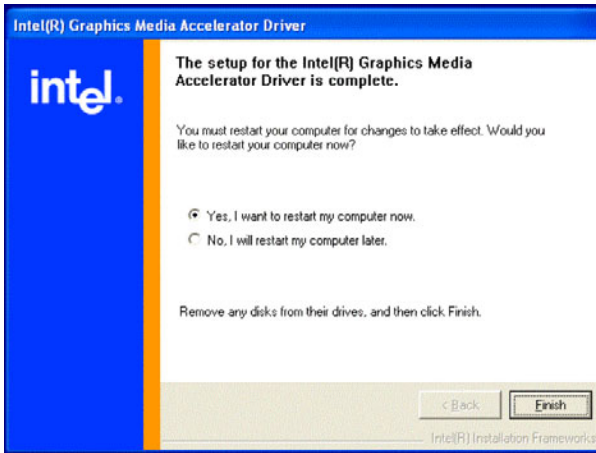 Intel(R) Graphics Media Accelerator Driver
intel.
The setup for the Intel(R) Graphics Media
Accelerator Driver is complete.
You must restart your computer for changes to take effect. Would you
like to restart your computer now?
Yes, I want to restart my computer now.
No, I will restart my computer later.
Remove any disks from their drives, and then click Finish.
< Back
Finish
Intel(R) Installation Frameworks